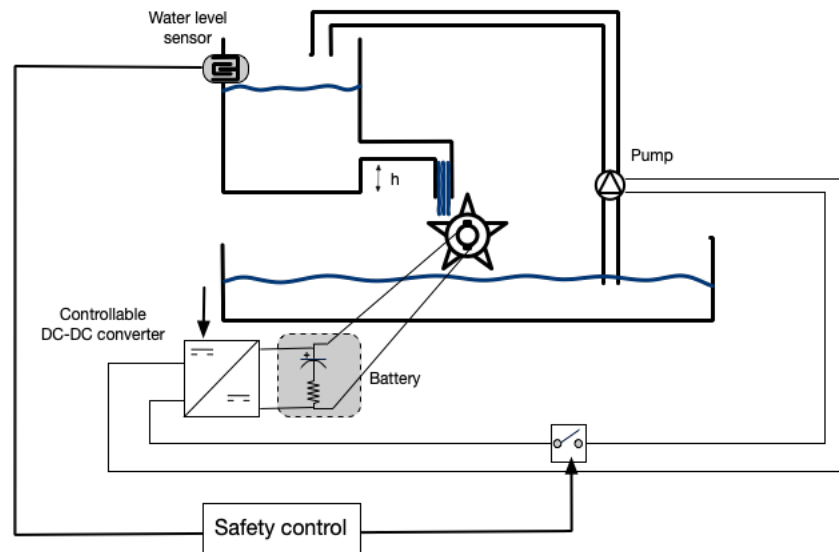 Water level
sensor
Pump
h
Controllable
DC-DC converter
+
Battery
Safety control